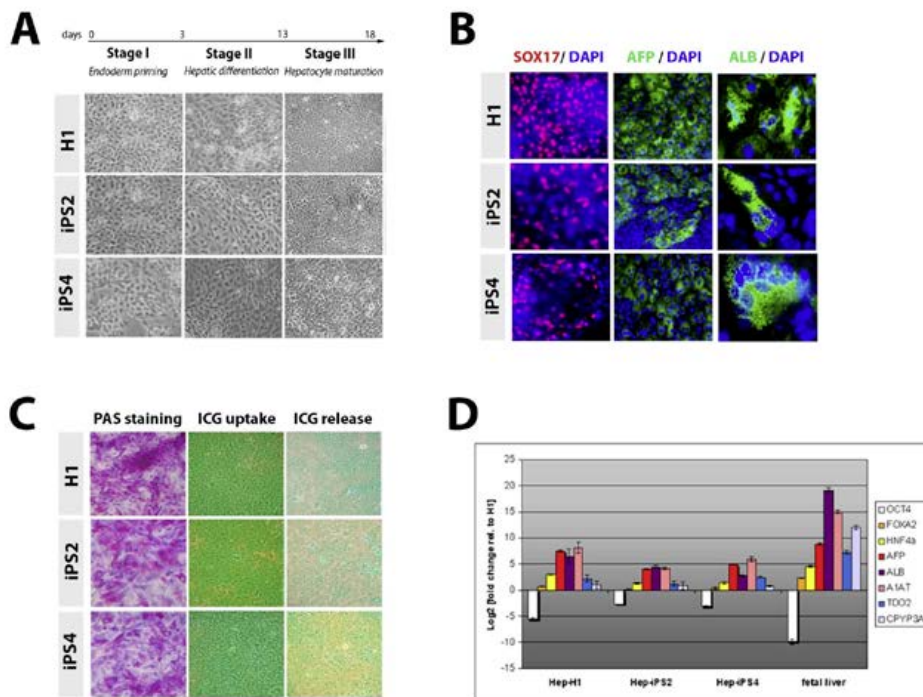 A
days 0 3 13 18
Stage I Stage II Stage III
Endoderm priming Hepatic differentiation Hepatocyte maturation
H1
iPS2
iPS4
B
SOX17/ DAPI AFP / DAPI ALB / DAPI
H1
iPS2
iPS4
C
PAS staining ICG uptake ICG release
H1
iPS2
iPS4
D
Log2 [fold change rel. to H1]
25
20
15
10
5
0
-5
-10
-15
Hep-H1 Hep-iPS2 Hep-iPS4 fetal liver
OCT4
FOXA2
HNF4a
AFP
ALB
A1AT
TDO2
CPYP3A